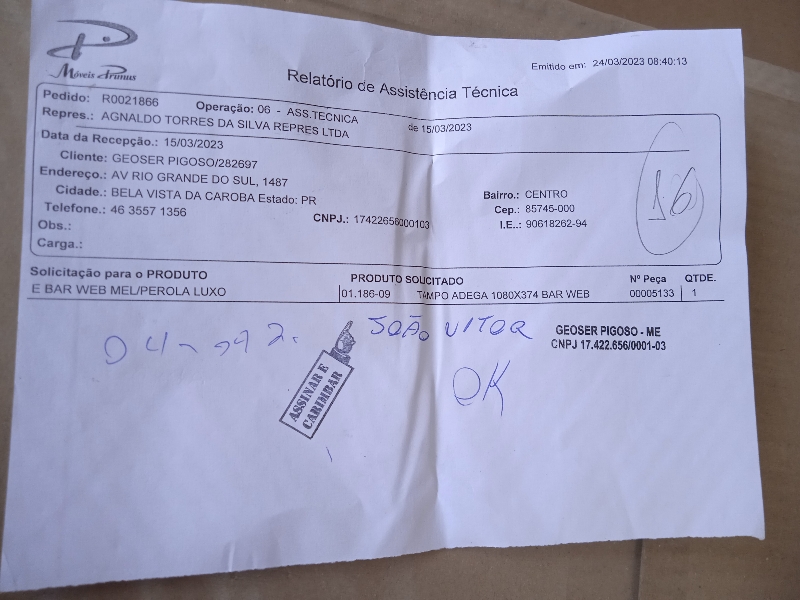 Móveis Primus
Relatório de Assistência Técnica
Emitido em: 24/03/2023 08:40:13
Pedido: R0021866 Operação: 06 - ASS.TECNICA de 15/03/2023
Repres.: AGNALDO TORRES DA SILVA REPRES LTDA
Data da Recepção.: 15/03/2023
Cliente: GEOSER PIGOSO/282697
Endereço.: AV RIO GRANDE DO SUL, 1487 Bairro.: CENTRO
Cidade.: BELA VISTA DA CAROBA Estado: PR Cep.: 85745-000
Telefone.: 46 3557 1356 CNPJ.: 17422656000103 I.E..: 90618262-94
Obs.:
Carga.:
16
Solicitação para o PRODUTO PRODUTO SOLICITADO Nº Peça QTDE.
E BAR WEB MEL/PEROLA LUXO 01.186-09 TAMPO ADEGA 1080X374 BAR WEB 00005133 1
JOÃO VITOR
GEOSER PIGOSO - ME
CNPJ 17.422.656/0001-03
ASSINAR E
CARIMBAR
OK